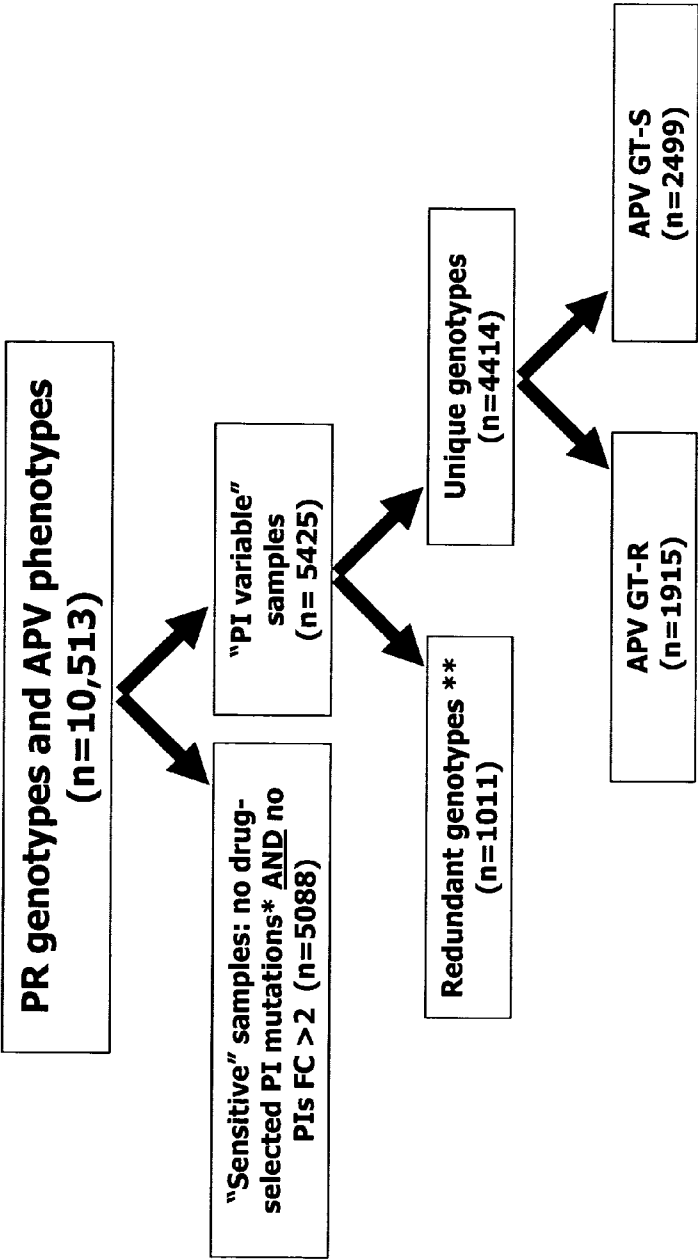 PR genotypes and APV phenotypes
(n=10,513)
"Sensitive" samples: no drug-
selected PI mutations* AND no
PIs FC >2 (n=5088)
"PI variable"
samples
(n= 5425)
Redundant genotypes **
(n=1011)
Unique genotypes
(n=4414)
APV GT-R
(n=1915)
APV GT-S
(n=2499)